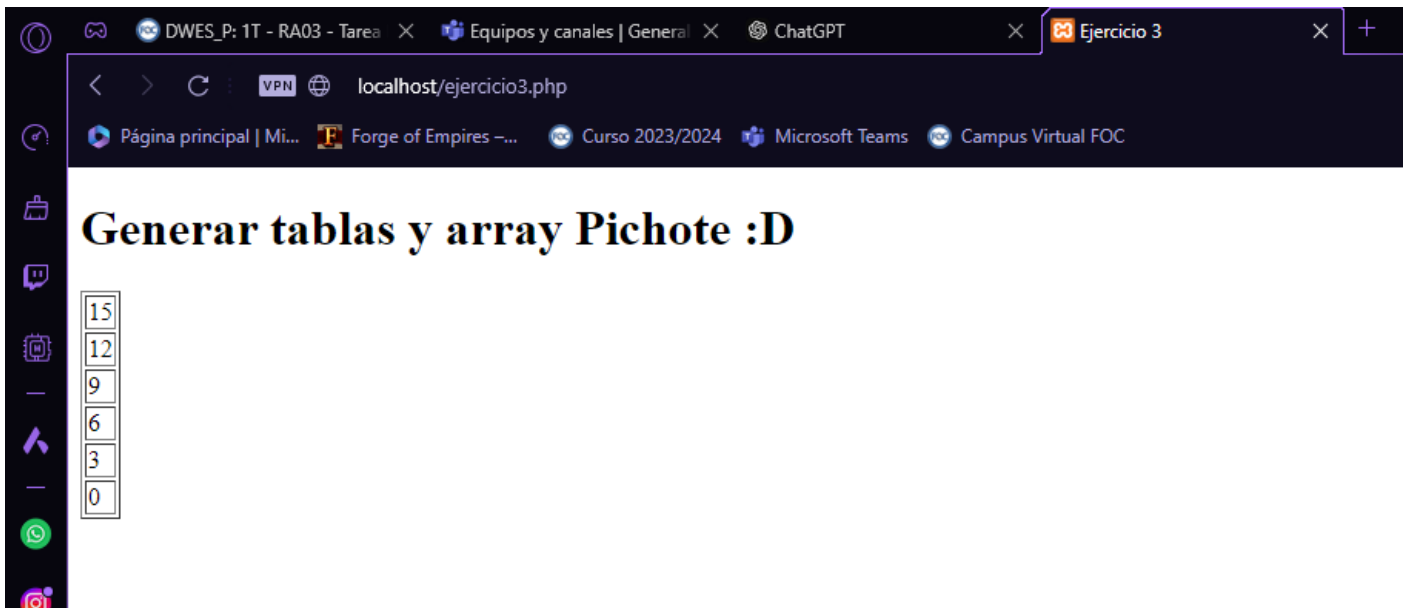 DWES_P: 1T - RA03 - Tarea
Equipos y canales | General
ChatGPT
Ejercicio 3
VPN
localhost/ejercicio3.php
Página principal | Mi...
Forge of Empires –...
Curso 2023/2024
Microsoft Teams
Campus Virtual FOC
Generar tablas y array Pichote :D
15
12
9
6
3
0